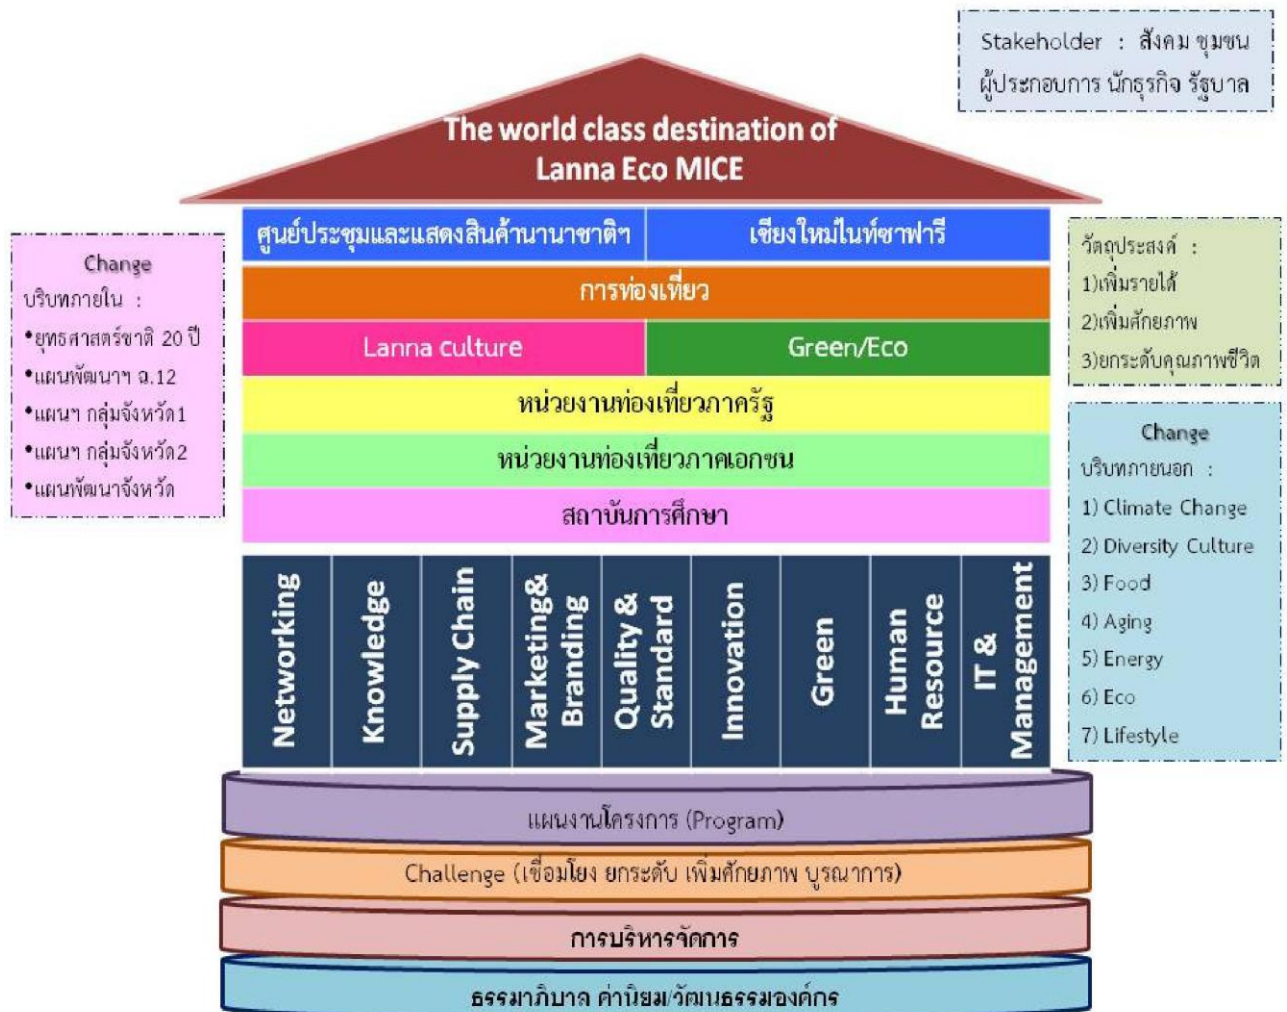 Stakeholder : สังคม ชุมชน
ผู้ประกอบการ นักธุรกิจ รัฐบาล
The world class destination of
Lanna Eco MICE
ศูนย์ประชุมและแสดงสินค้านานาชาติฯ
เชียงใหม่ไนท์ซาฟารี
การท่องเที่ยว
Lanna culture
Green/Eco
หน่วยงานท่องเที่ยวภาครัฐ
หน่วยงานท่องเที่ยวภาคเอกชน
สถาบันการศึกษา
Change
บริบทภายใน :
•ยุทธศาสตร์ชาติ 20 ปี
•แผนพัฒนาฯ ฉ.12
•แผนฯ กลุ่มจังหวัด1
•แผนฯ กลุ่มจังหวัด2
•แผนพัฒนาจังหวัด
วัตถุประสงค์ :
1)เพิ่มรายได้
2)เพิ่มศักยภาพ
3)ยกระดับคุณภาพชีวิต
Change
บริบทภายนอก :
1) Climate Change
2) Diversity Culture
3) Food
4) Aging
5) Energy
6) Eco
7) Lifestyle
Networking
Knowledge
Supply Chain
Marketing&
Branding
Quality &
Standard
Innovation
Green
Human
Resource
IT &
Management
แผนงานโครงการ (Program)
Challenge (เชื่อมโยง ยกระดับ เพิ่มศักยภาพ บูรณาการ)
การบริหารจัดการ
ธรรมาภิบาล ค่านิยม/วัฒนธรรมองค์กร